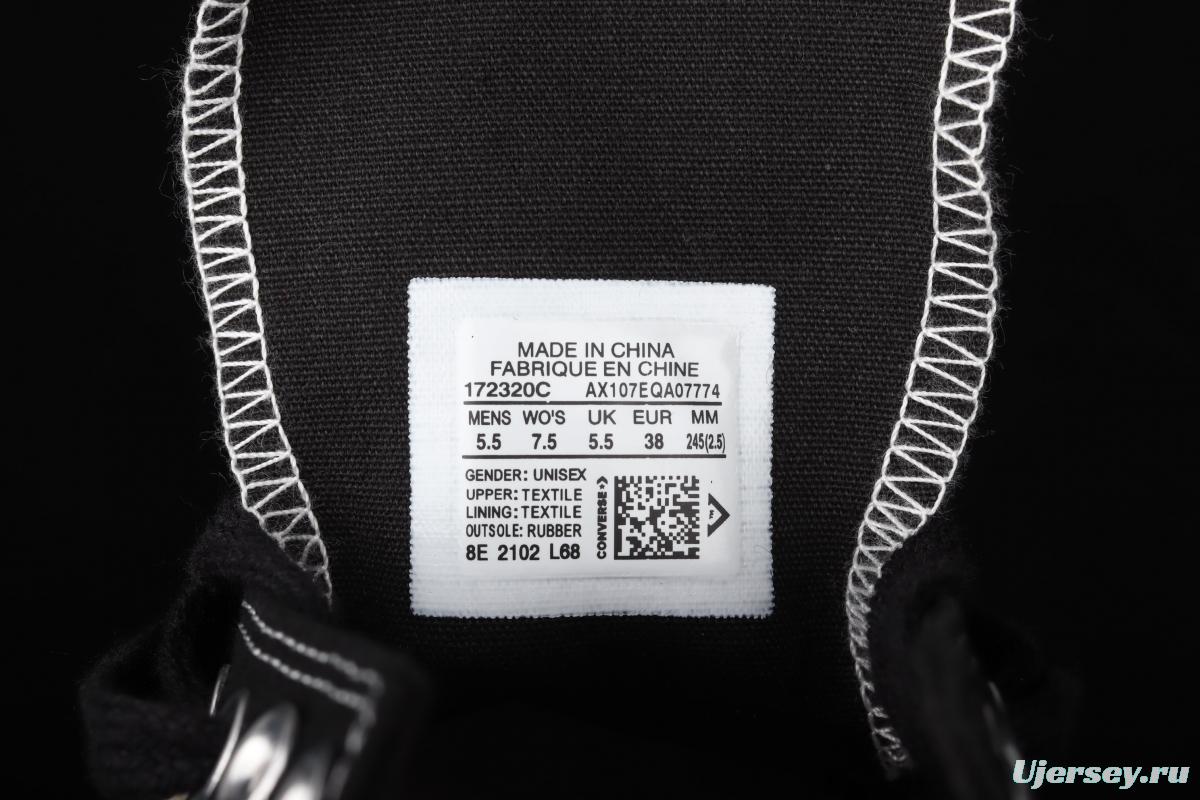 MADE IN CHINA
FABRIQUE EN CHINE
172320C AX107EQA07774
MENS WO'S UK EUR MM
5.5 7.5 5.5 38 245(2.5)
GENDER: UNISEX
UPPER: TEXTILE
LINING: TEXTILE
OUTSOLE: RUBBER
8E 2102 L68
CONVERSE
Ujersey.ru